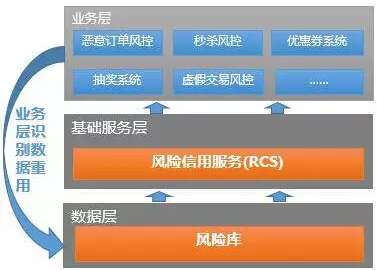 业务层
恶意订单风控
秒杀风控
优惠券系统
抽奖系统
虚假交易风控
......
业务
层识
别数
据重
用
基础服务层
风险信用服务(RCS)
数据层
风险库